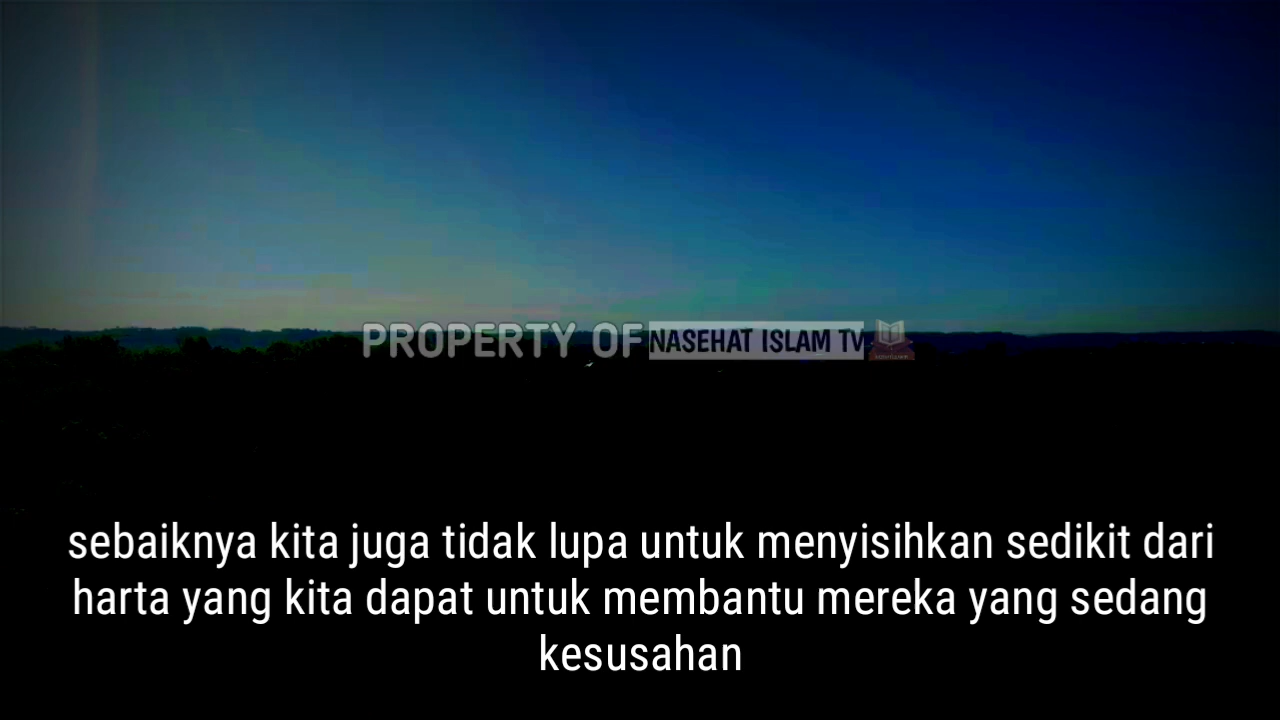 PROPERTY OF NASEHAT ISLAM TV
sebaiknya kita juga tidak lupa untuk menyisihkan sedikit dari
harta yang kita dapat untuk membantu mereka yang sedang
kesusahan